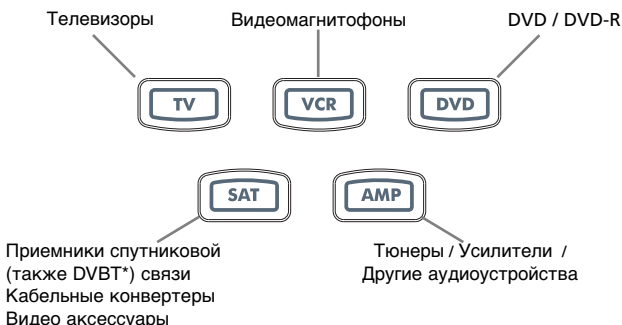 Телевизоры
Видеомагнитофоны
DVD / DVD-R
TV
VCR
DVD
SAT
AMP
Приемники спутниковой
(также DVBT*) связи
Кабельные конвертеры
Видео аксессуары
Тюнеры / Усилители /
Другие аудиоустройства